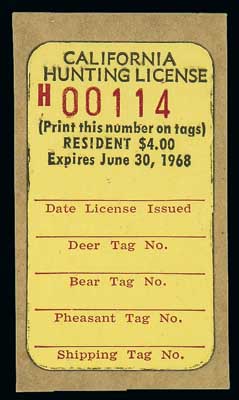 CALIFORNIA
HUNTING LICENSE
H 00114
(Print this number on tags)
RESIDENT $4.00
Expires June 30, 1968
Date License Issued
Deer Tag No.
Bear Tag No.
Pheasant Tag No.
Shipping Tag No.